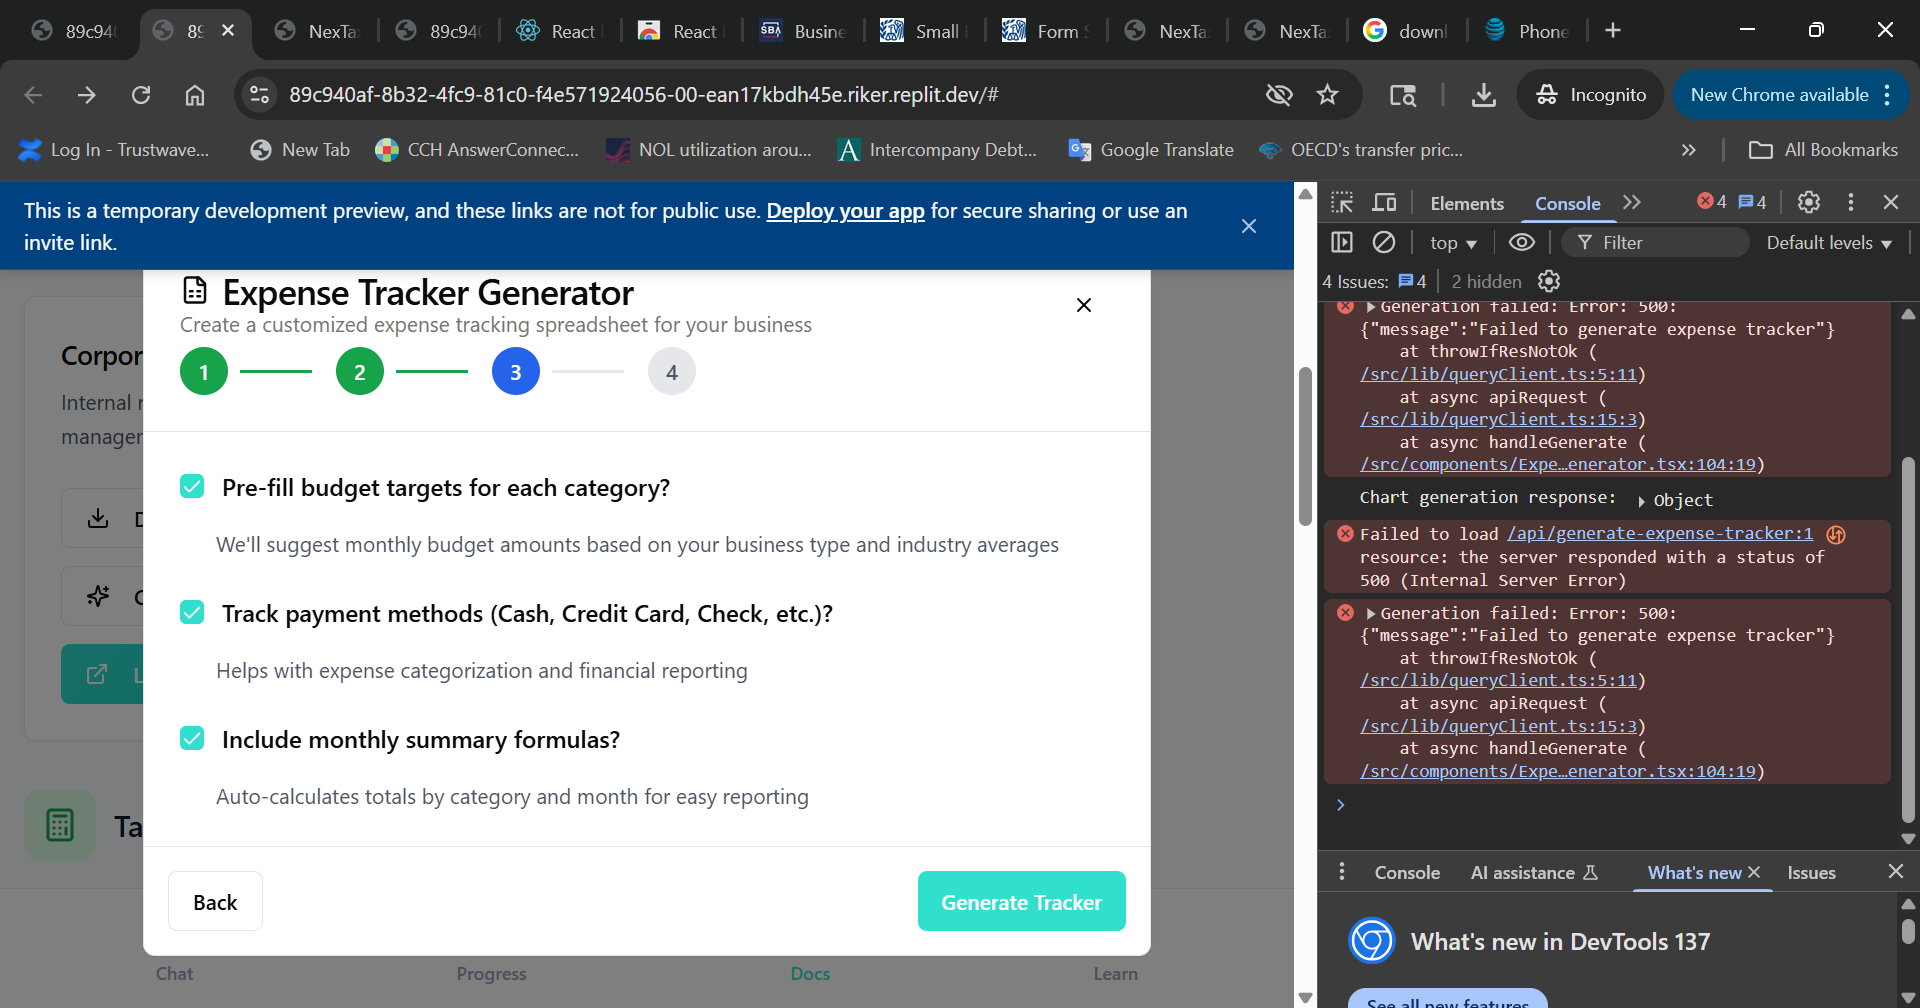 89c940
89
NexTa
89c940
React
React
Busine
Small
Form
NexTa
NexTa
downl
Phone
89c940af-8b32-4fc9-81c0-f4e571924056-00-ean17kbdh45e.riker.replit.dev/#
Incognito
New Chrome available
Log In - Trustwave...
New Tab
CCH AnswerConnec...
NOL utilization arou...
Intercompany Debt...
Google Translate
OECD's transfer pric...
All Bookmarks
This is a temporary development preview, and these links are not for public use. Deploy your app for secure sharing or use an
invite link.
Expense Tracker Generator
Create a customized expense tracking spreadsheet for your business
1
2
3
4
Corpor
Internal
manager
Pre-fill budget targets for each category?
We'll suggest monthly budget amounts based on your business type and industry averages
Track payment methods (Cash, Credit Card, Check, etc.)?
Helps with expense categorization and financial reporting
Include monthly summary formulas?
Auto-calculates totals by category and month for easy reporting
Ta
Back
Generate Tracker
Chat
Progress
Docs
Learn
Elements
Console
4
4
top
Filter
Default levels
4 Issues:
4
2 hidden
Generation failed: Error: 500:
{"message":"Failed to generate expense tracker"}
at throwIfResNotOk (
/src/lib/queryClient.ts:5:11)
at async apiRequest (
/src/lib/queryClient.ts:15:3)
at async handleGenerate (
/src/components/Expe…enerator.tsx:104:19)
Chart generation response: Object
Failed to load /api/generate-expense-tracker:1
resource: the server responded with a status of
500 (Internal Server Error)
Generation failed: Error: 500:
{"message":"Failed to generate expense tracker"}
at throwIfResNotOk (
/src/lib/queryClient.ts:5:11)
at async apiRequest (
/src/lib/queryClient.ts:15:3)
at async handleGenerate (
/src/components/Expe…enerator.tsx:104:19)
Console
AI assistance
What's new
Issues
What's new in DevTools 137
See all new features